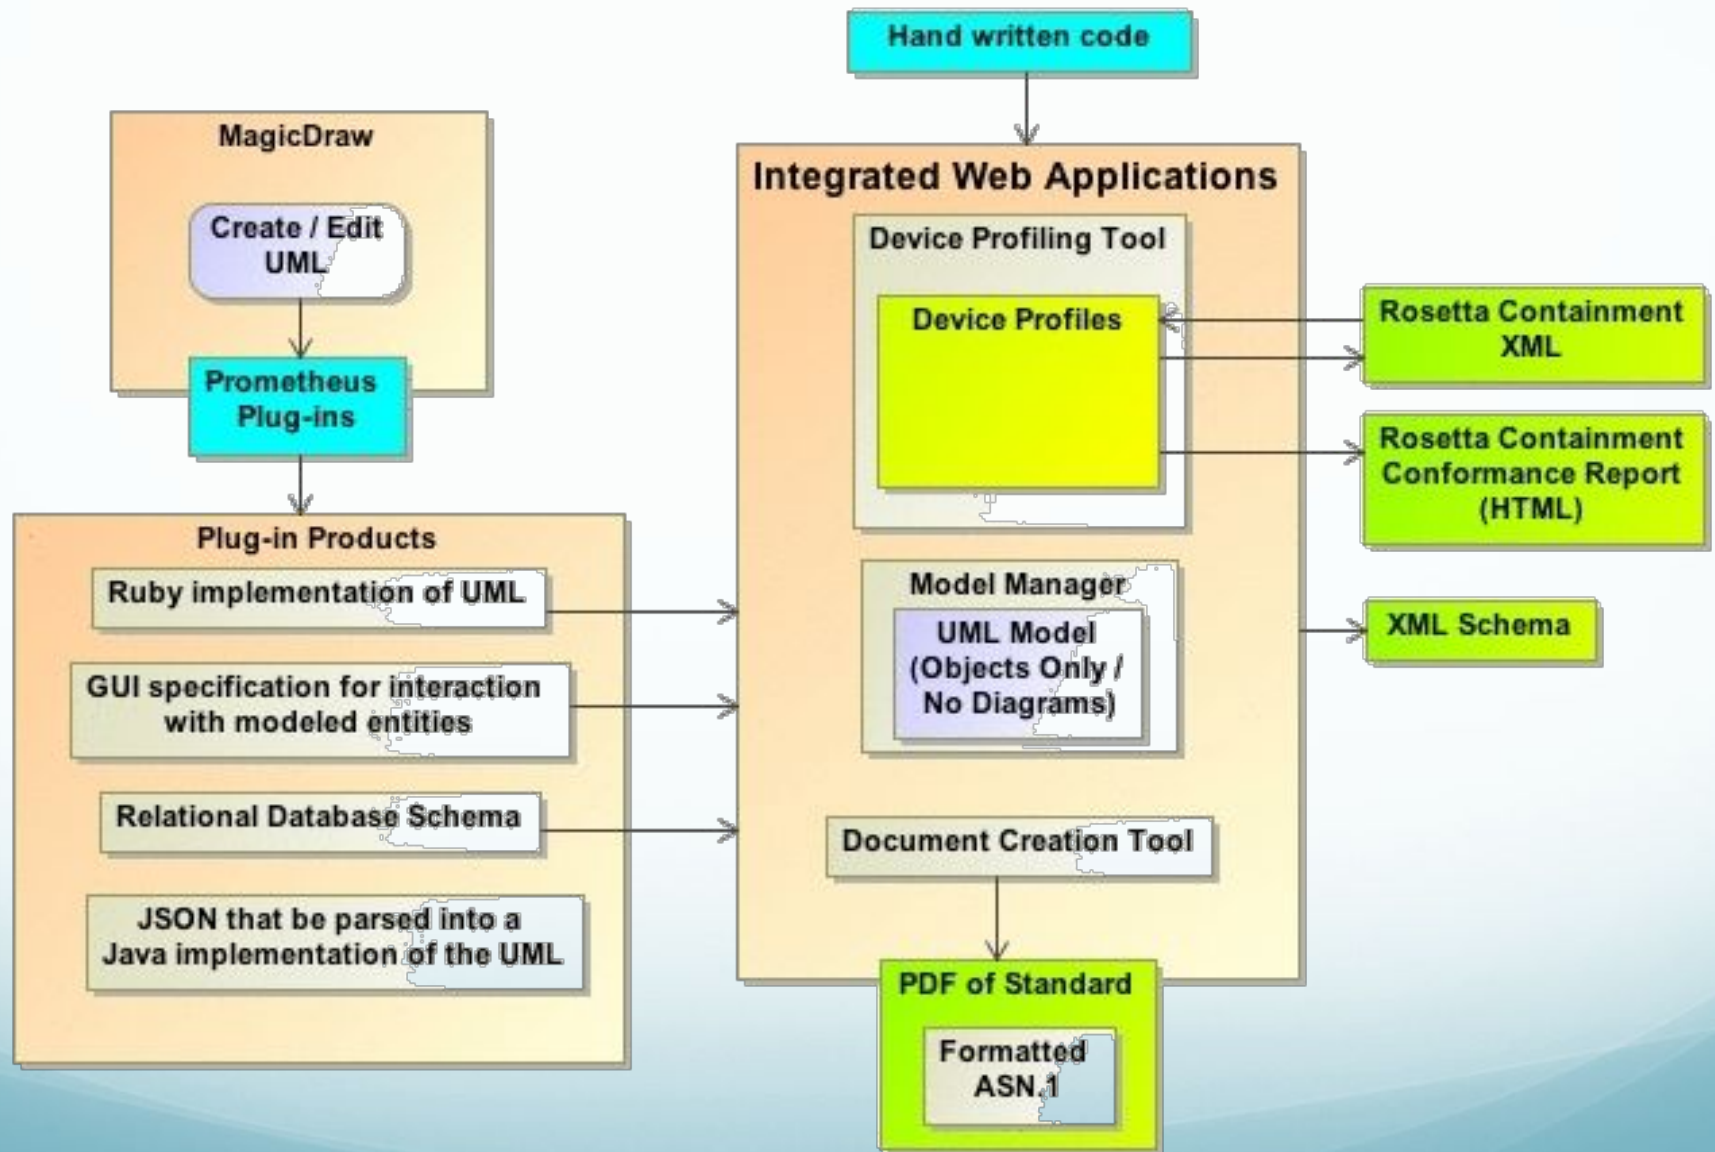 Hand written code
MagicDraw
Create / Edit
UML
Prometheus
Plug-ins
Plug-in Products
Ruby implementation of UML
GUI specification for interaction
with modeled entities
Relational Database Schema
JSON that be parsed into a
Java implementation of the UML
Integrated Web Applications
Device Profiling Tool
Device Profiles
Model Manager
UML Model
(Objects Only /
No Diagrams)
Document Creation Tool
PDF of Standard
Formatted
ASN.1
Rosetta Containment
XML
Rosetta Containment
Conformance Report
(HTML)
XML Schema